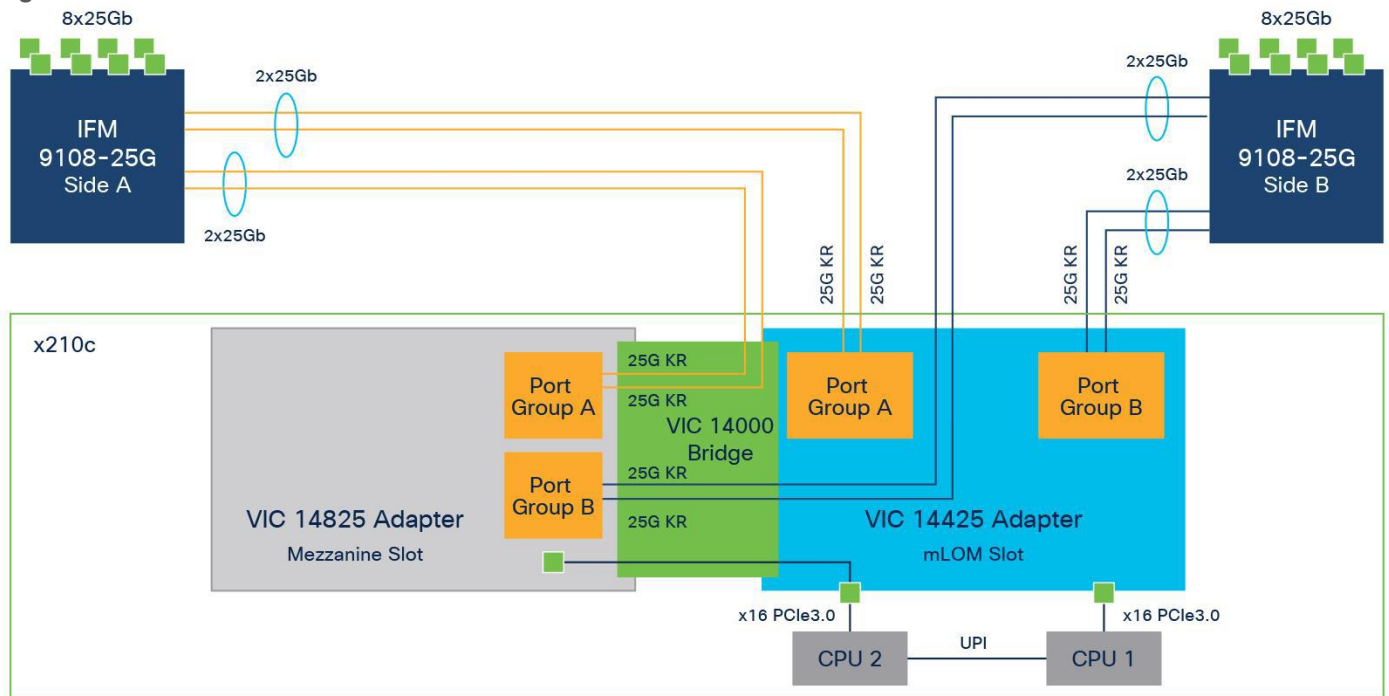 8x25Gb
8x25Gb
IFM
9108-25G
Side A
2x25Gb
2x25Gb
2x25Gb
2x25Gb
IFM
9108-25G
Side B
25G KR
25G KR
25G KR
25G KR
x210c
Port
Group A
25G KR
25G KR
VIC 14000
Bridge
Port
Group A
Port
Group B
Port
Group B
25G KR
25G KR
VIC 14825 Adapter
Mezzanine Slot
VIC 14425 Adapter
mLOM Slot
x16 PCIe3.0
x16 PCIe3.0
CPU 2
UPI
CPU 1